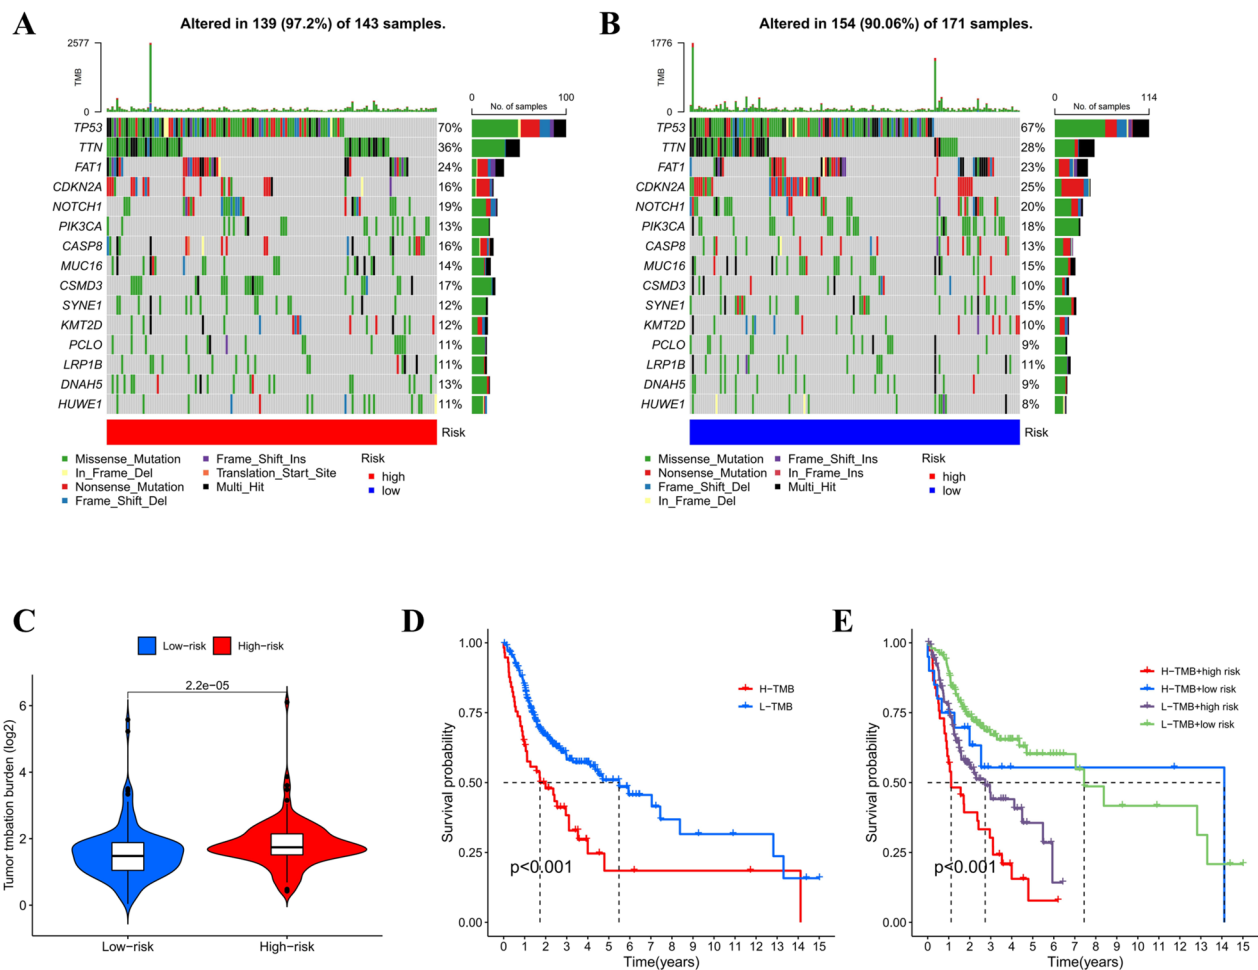 A
Altered in 139 (97.2%) of 143 samples.
2577
TMB
0
0 100
No. of samples
TP53 70%
TTN 36%
FAT1 24%
CDKN2A 16%
NOTCH1 19%
PIK3CA 13%
CASP8 16%
MUC16 14%
CSMD3 17%
SYNE1 12%
KMT2D 12%
PCLO 11%
LRP1B 11%
DNAH5 13%
HUWE1 11%
Risk
Missense_Mutation
In_Frame_Del
Nonsense_Mutation
Frame_Shift_Del
Frame_Shift_Ins
Translation_Start_Site
Multi_Hit
Risk
high
low
B
Altered in 154 (90.06%) of 171 samples.
1776
TMB
0
0 114
No. of samples
TP53 67%
TTN 28%
FAT1 23%
CDKN2A 25%
NOTCH1 20%
PIK3CA 18%
CASP8 13%
MUC16 15%
CSMD3 10%
SYNE1 15%
KMT2D 10%
PCLO 9%
LRP1B 11%
DNAH5 9%
HUWE1 8%
Risk
Missense_Mutation
Nonsense_Mutation
Frame_Shift_Del
In_Frame_Del
Frame_Shift_Ins
In_Frame_Ins
Multi_Hit
Risk
high
low
C
Low−risk High−risk
2.2e−05
Tumor tmbation burden (log2)
6
4
2
0
Low−risk High−risk
D
Survival probability
1.00
0.75
0.50
0.25
0.00
H−TMB
L−TMB
p<0.001
0 1 2 3 4 5 6 7 8 9 10 11 12 13 14 15
Time(years)
E
Survival probability
1.00
0.75
0.50
0.25
0.00
H−TMB+high risk
H−TMB+low risk
L−TMB+high risk
L−TMB+low risk
p<0.001
0 1 2 3 4 5 6 7 8 9 10 11 12 13 14 15
Time(years)